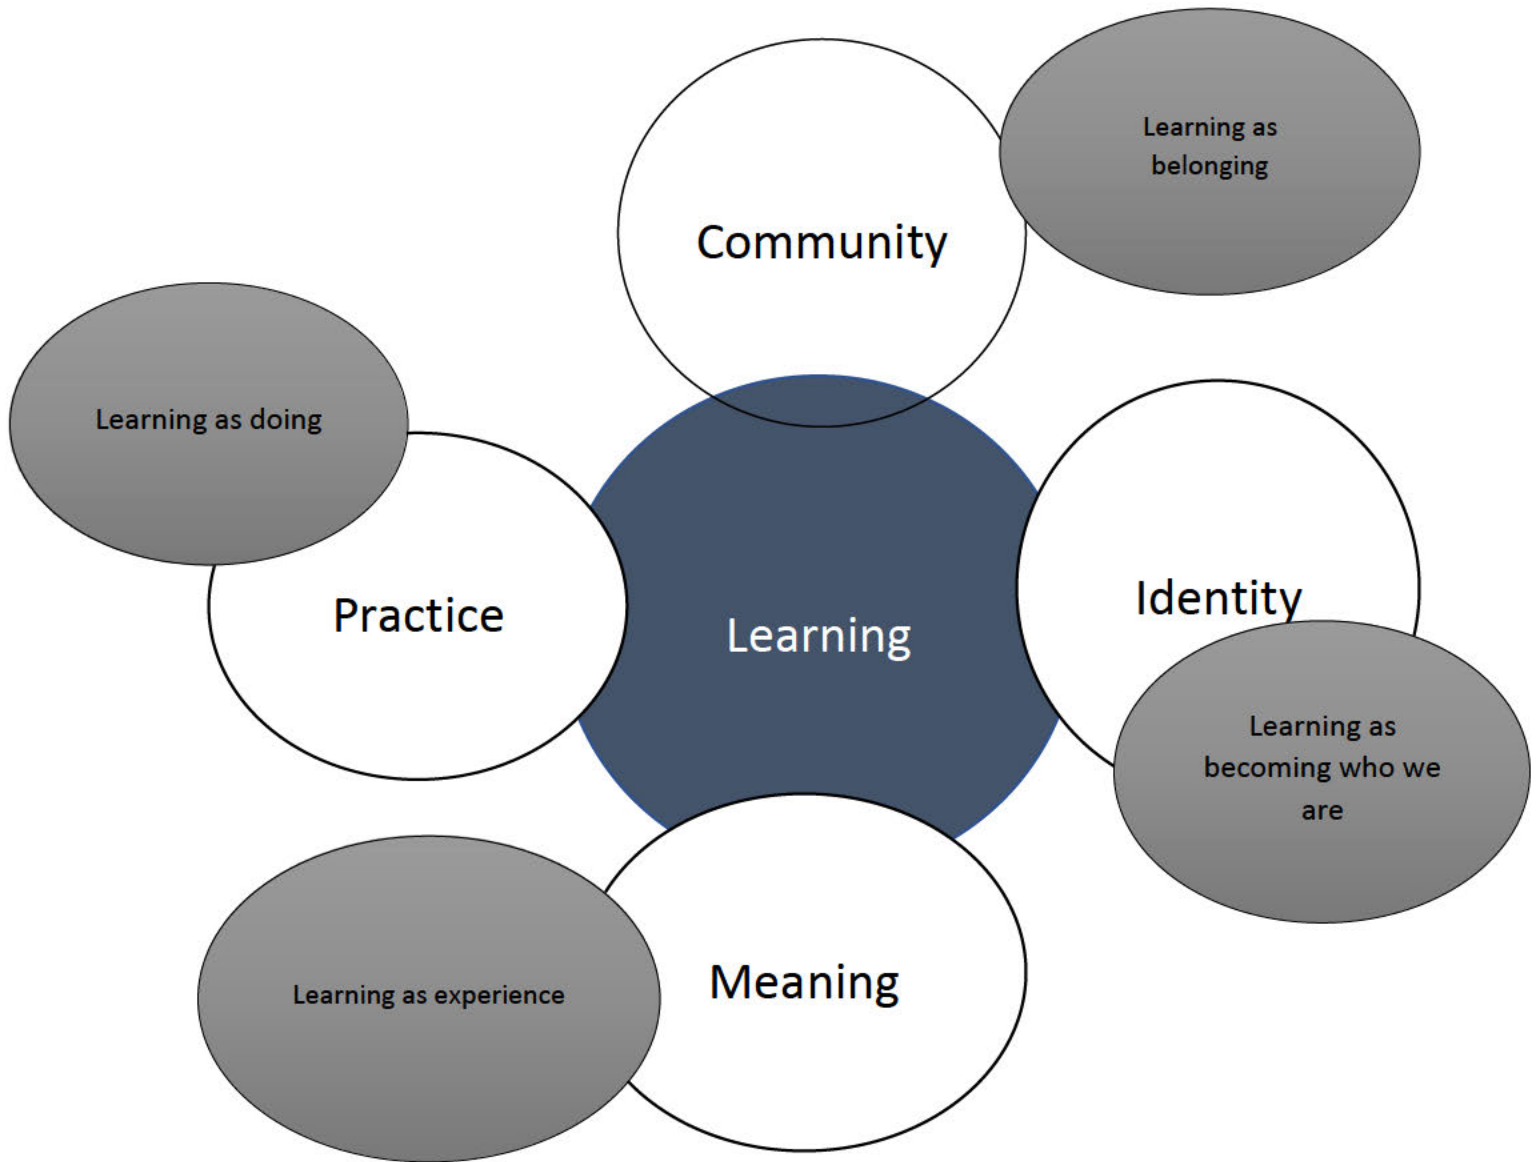 Learning as
belonging
Community
Learning as doing
Practice
Learning
Identity
Learning as
becoming who we
are
Learning as experience
Meaning